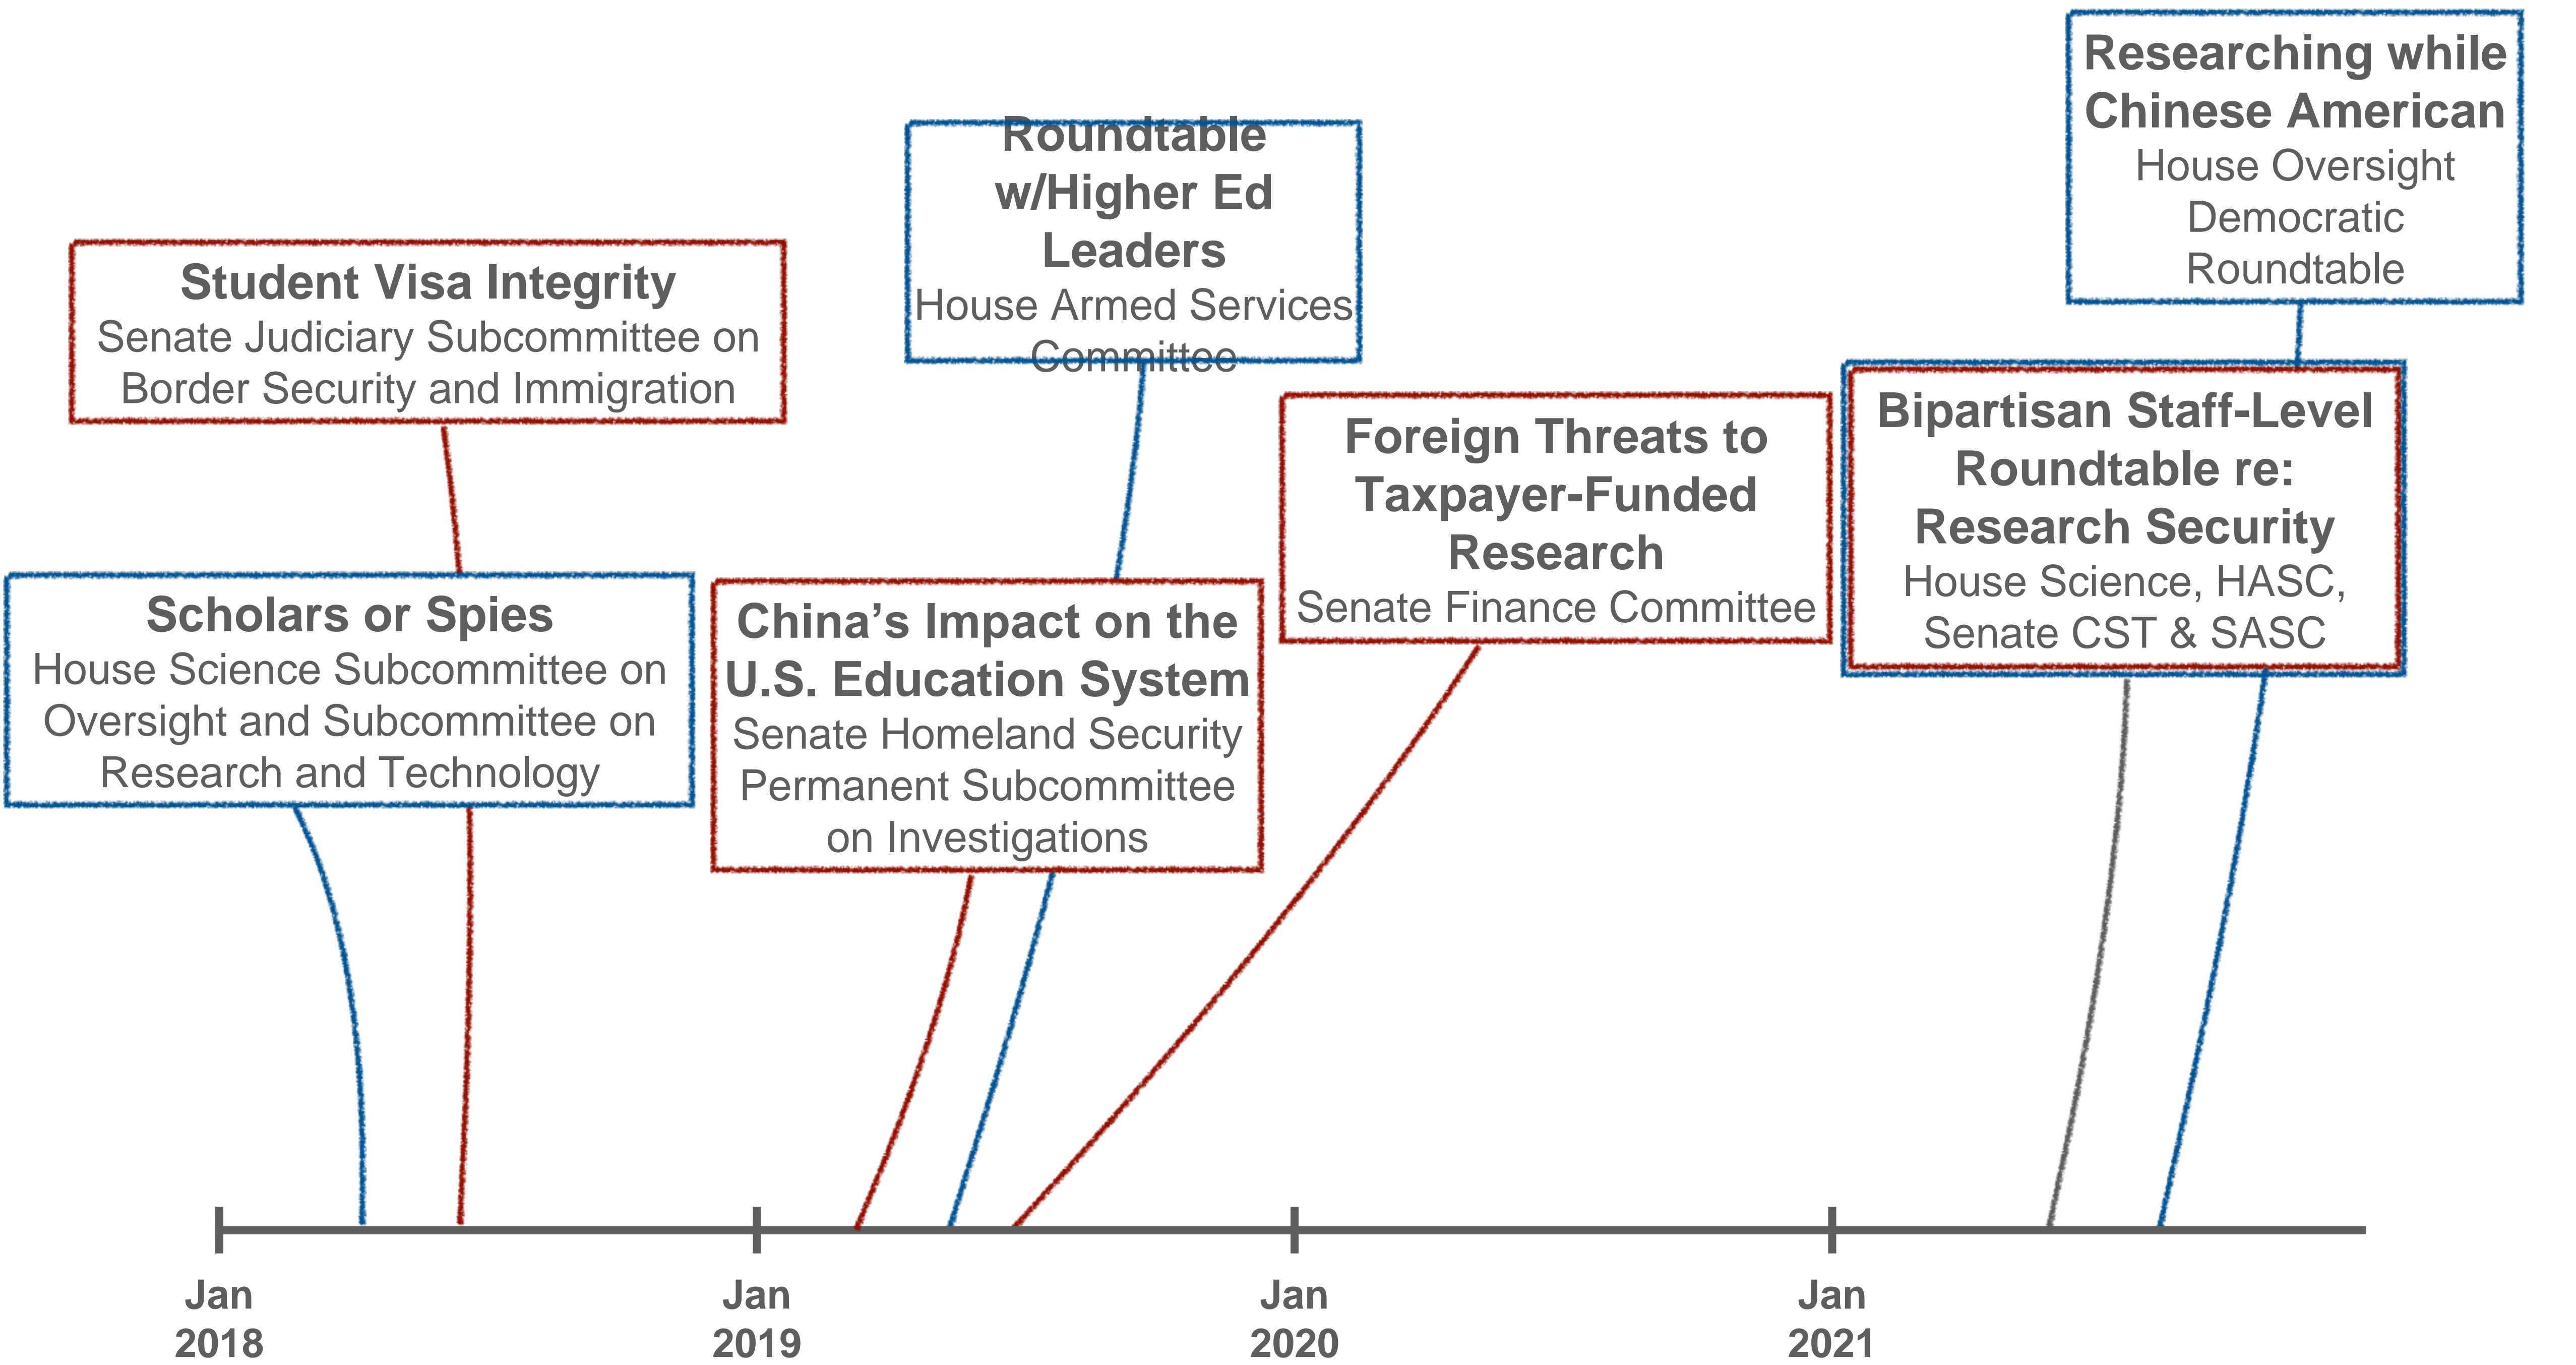 Researching while
Chinese American
House Oversight
Democratic
Roundtable
Roundtable
w/Higher Ed
Leaders
House Armed Services
Committee
Student Visa Integrity
Senate Judiciary Subcommittee on
Border Security and Immigration
Foreign Threats to
Taxpayer-Funded
Research
Senate Finance Committee
Bipartisan Staff-Level
Roundtable re:
Research Security
House Science, HASC,
Senate CST & SASC
Scholars or Spies
House Science Subcommittee on
Oversight and Subcommittee on
Research and Technology
China’s Impact on the
U.S. Education System
Senate Homeland Security
Permanent Subcommittee
on Investigations
Jan
2018
Jan
2019
Jan
2020
Jan
2021